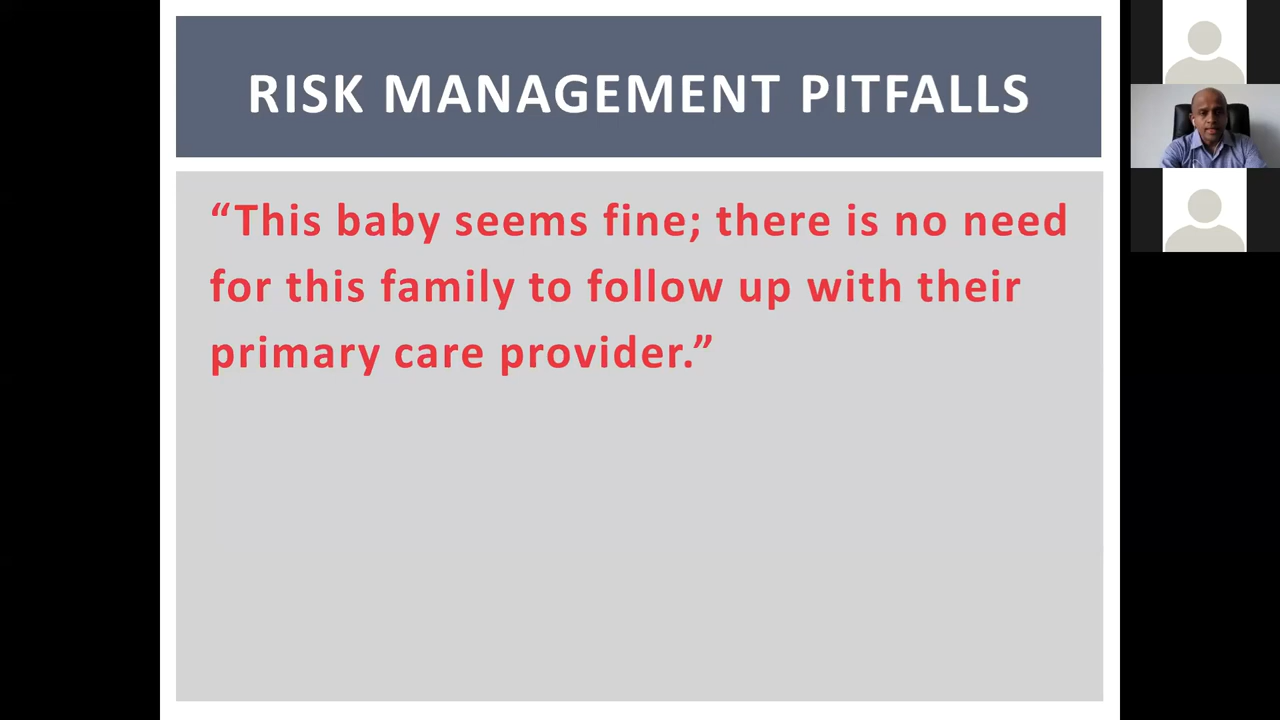 RISK MANAGEMENT PITFALLS
“This baby seems fine; there is no need
for this family to follow up with their
primary care provider.”